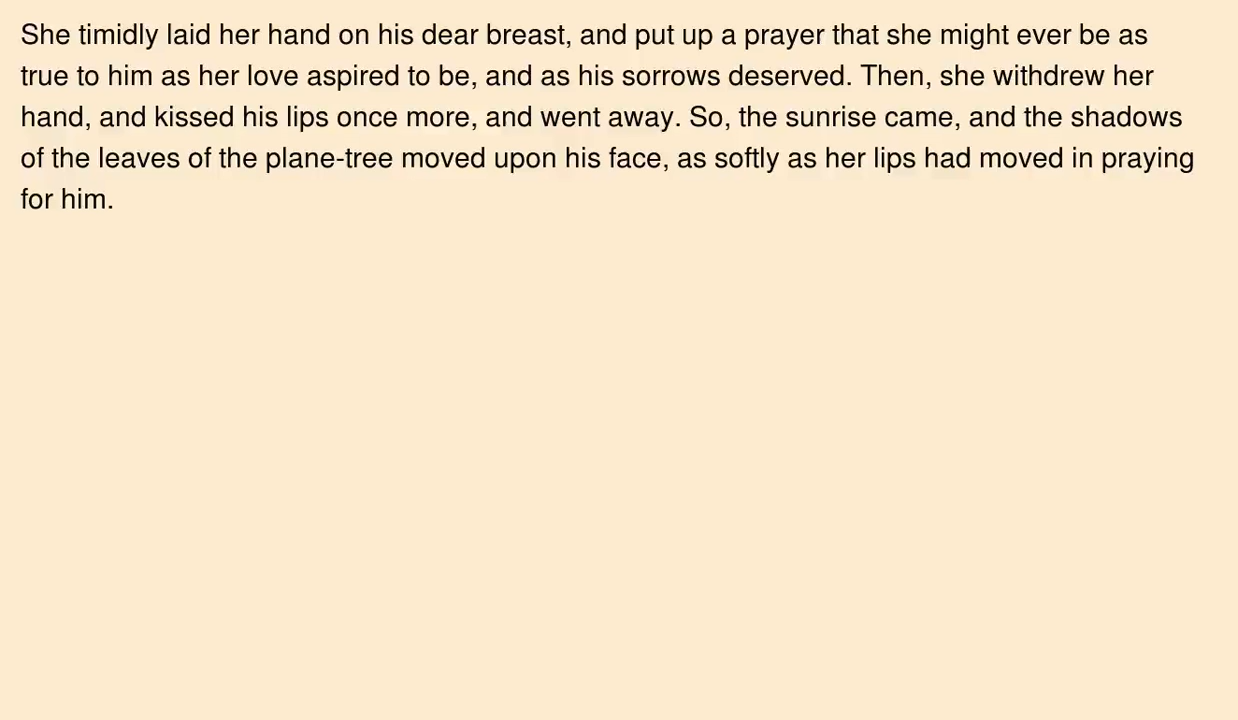 She timidly laid her hand on his dear breast, and put up a prayer that she might ever be as
true to him as her love aspired to be, and as his sorrows deserved. Then, she withdrew her
hand, and kissed his lips once more, and went away. So, the sunrise came, and the shadows
of the leaves of the plane-tree moved upon his face, as softly as her lips had moved in praying
for him.